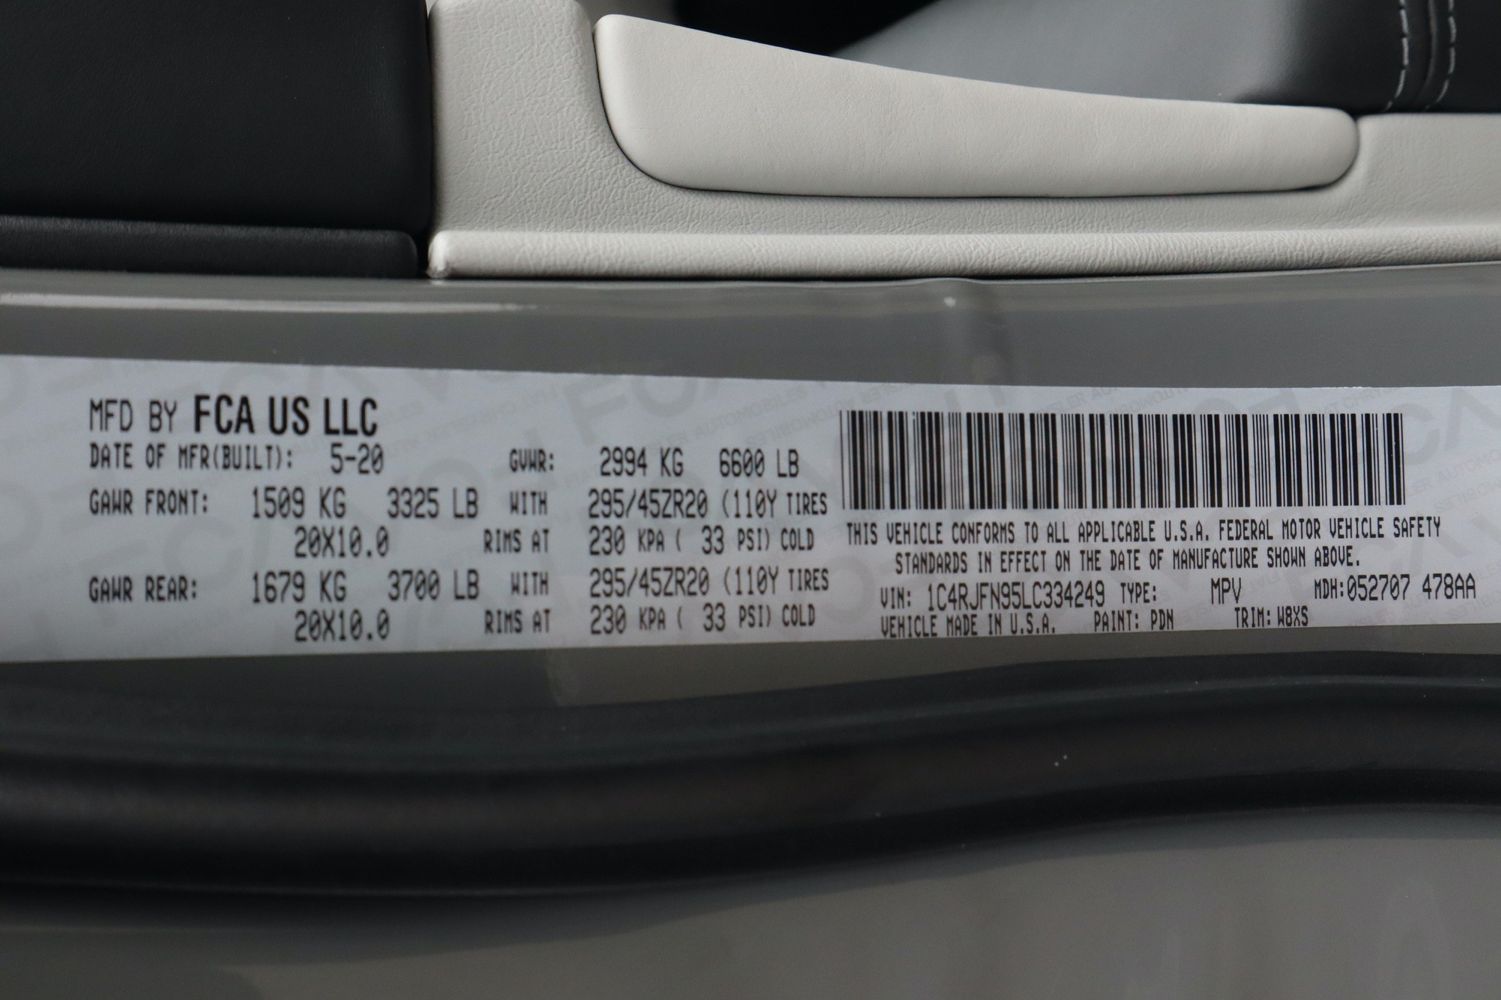 MFD BY FCA US LLC
DATE OF MFR(BUILT): 5-20 GVWR: 2994 KG 6600 LB
GAWR FRONT: 1509 KG 3325 LB WITH 295/45ZR20 (110Y TIRES
20X10.0 RIMS AT 230 KPA ( 33 PSI) COLD
GAWR REAR: 1679 KG 3700 LB WITH 295/45ZR20 (110Y TIRES
20X10.0 RIMS AT 230 KPA ( 33 PSI) COLD
THIS VEHICLE CONFORMS TO ALL APPLICABLE U.S.A. FEDERAL MOTOR VEHICLE SAFETY
STANDARDS IN EFFECT ON THE DATE OF MANUFACTURE SHOWN ABOVE.
VIN: 1C4RJFN95LC334249 TYPE: MPV MDH:052707 478AA
VEHICLE MADE IN U.S.A. PAINT: PDN TRIM: W8XS